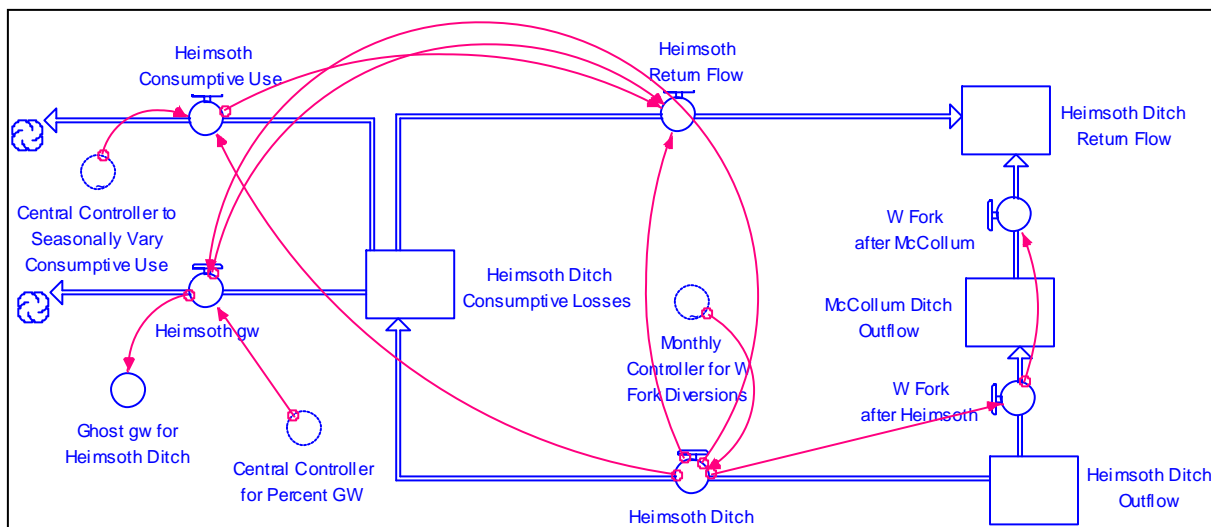 Heimsoth
Consumptive Use
Heimsoth
Return Flow
Heimsoth Ditch
Return Flow
Central Controller to
Seasonally Vary
Consumptive Use
W Fork
after McCollum
Heimsoth Ditch
Consumptive Losses
McCollum Ditch
Outflow
Heimsoth gw
Monthly
Controller for W
Fork Diversions
W Fork
after Heimsoth
Ghost gw for
Heimsoth Ditch
Central Controller
for Percent GW
Heimsoth Ditch
Outflow
Heimsoth Ditch